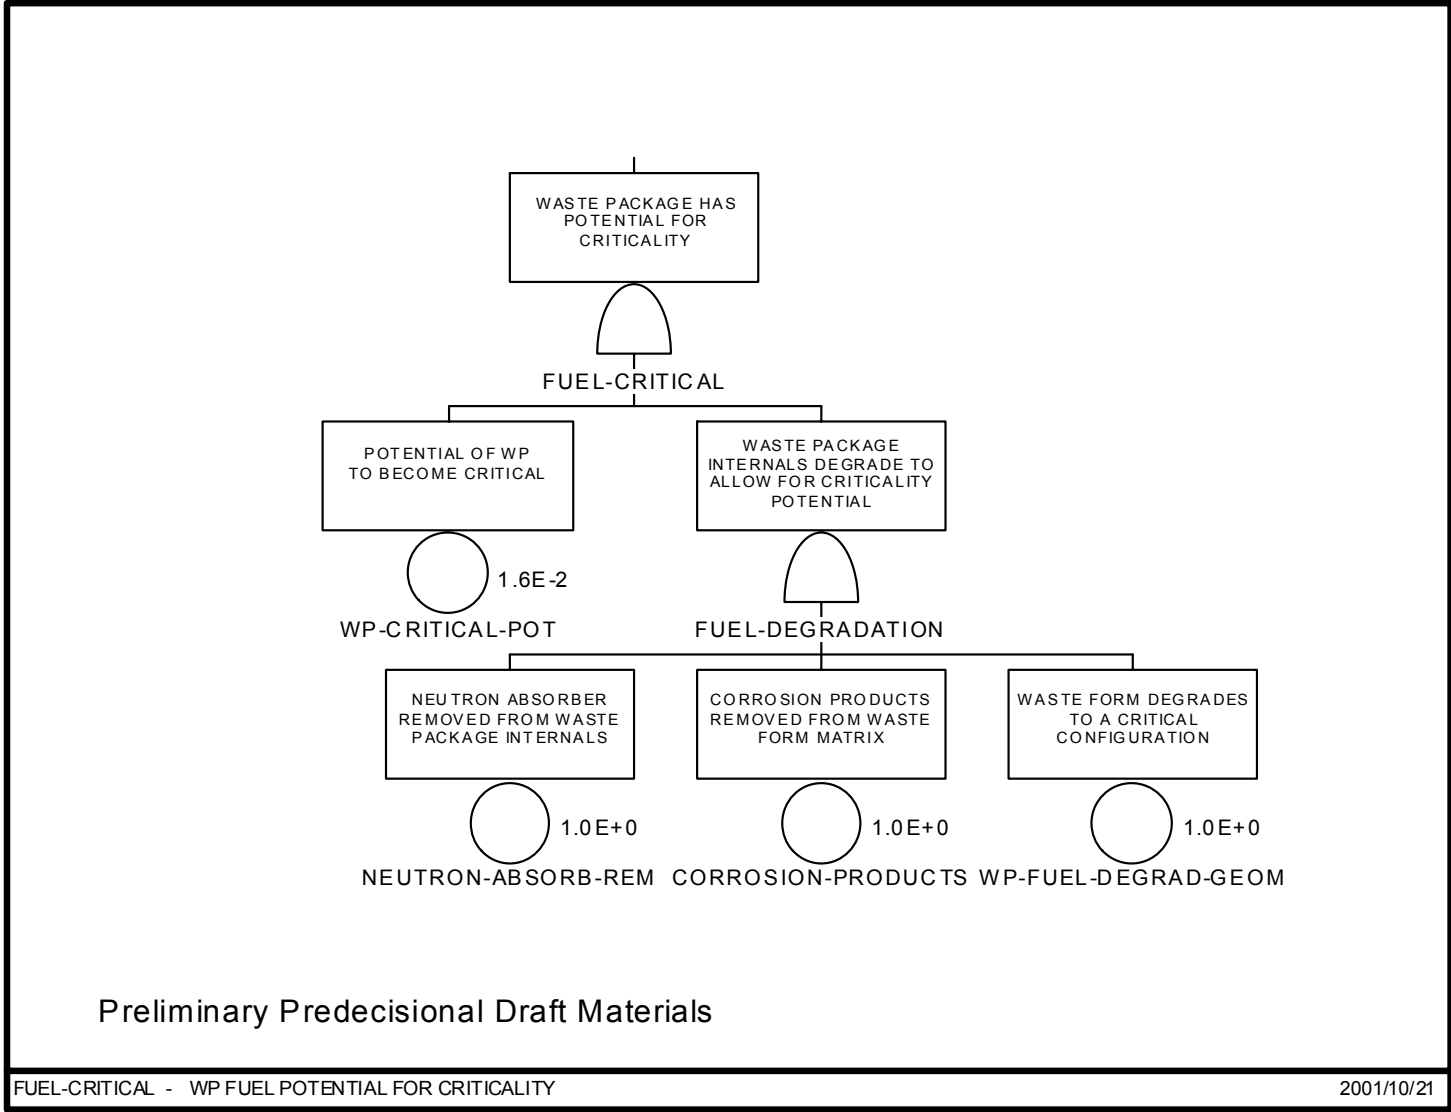 WASTE PACKAGE HAS
POTENTIAL FOR
CRITICALITY
FUEL-CRITICAL
POTENTIAL OF WP
TO BECOME CRITICAL
WASTE PACKAGE
INTERNALS DEGRADE TO
ALLOW FOR CRITICALITY
POTENTIAL
1.6E-2
WP-CRITICAL-POT
FUEL-DEGRADATION
NEUTRON ABSORBER
REMOVED FROM WASTE
PACKAGE INTERNALS
CORROSION PRODUCTS
REMOVED FROM WASTE
FORM MATRIX
WASTE FORM DEGRADES
TO A CRITICAL
CONFIGURATION
1.0E+0
1.0E+0
1.0E+0
NEUTRON-ABSORB-REM
CORROSION-PRODUCTS
WP-FUEL-DEGRAD-GEOM
Preliminary Predecisional Draft Materials
FUEL-CRITICAL - WP FUEL POTENTIAL FOR CRITICALITY
2001/10/21